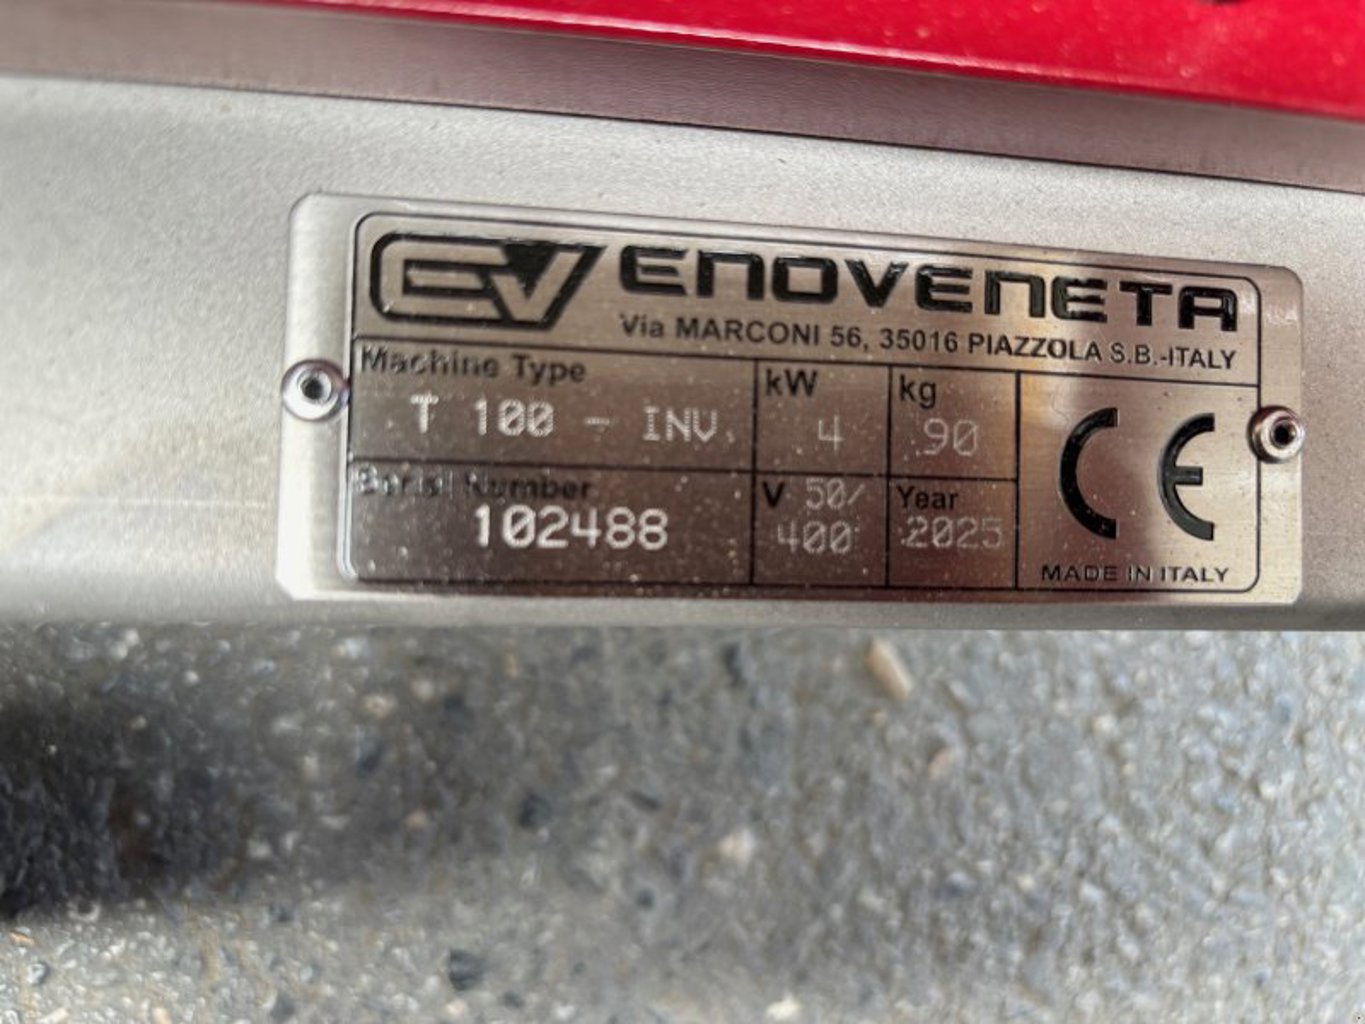 EV ENOVENETA
Via MARCONI 56, 35016 PIAZZOLA S.B.-ITALY
Machine Type
T 100 - INV.
kW
4
kg
90
Serial Number
102488
V 50/
400
Year
2025
CE
MADE IN ITALY